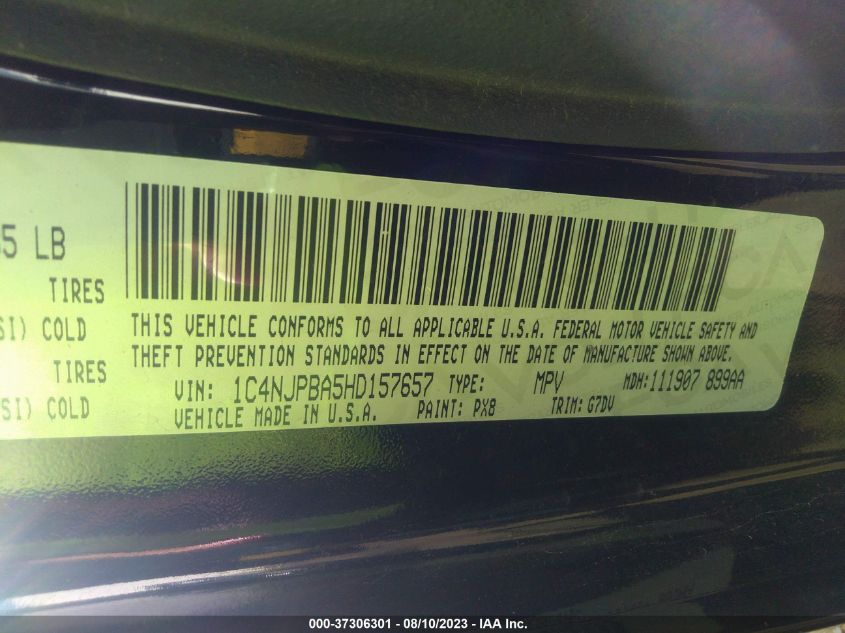 5 LB
TIRES
SI) COLD
TIRES
SI) COLD
THIS VEHICLE CONFORMS TO ALL APPLICABLE U.S.A. FEDERAL MOTOR VEHICLE SAFETY AND
THEFT PREVENTION STANDARDS IN EFFECT ON THE DATE OF MANUFACTURE SHOWN ABOVE.
VIN: 1C4NJPBA5HD157657 TYPE: MPV MDH:111907 899AA
VEHICLE MADE IN U.S.A. PAINT: PX8 TRIM: G7DV
000-37306301 - 08/10/2023 - IAA Inc.